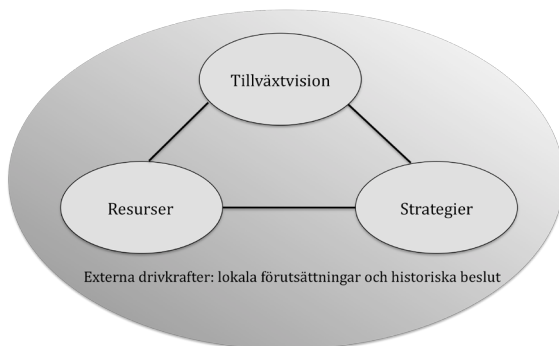 Tillväxtvision
Resurser
Strategier
Externa drivkrafter: lokala förutsättningar och historiska beslut